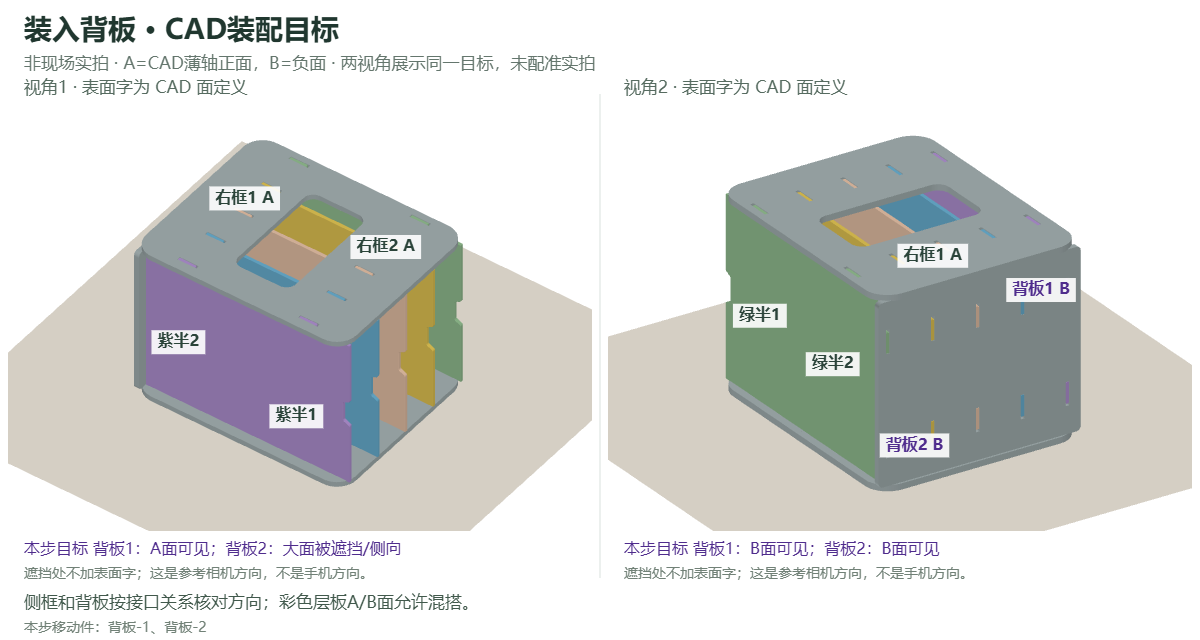 装入背板 • CAD装配目标
非现场实拍 · A=CAD薄轴正面，B=负面 · 两视角展示同一目标，未配准实拍
视角1 · 表面字为 CAD 面定义
右框1 A
右框2 A
紫半2
紫半1
本步目标 背板1：A面可见；背板2：大面被遮挡/侧向
遮挡处不加表面字；这是参考相机方向，不是手机方向。
视角2 · 表面字为 CAD 面定义
右框1 A
背板1 B
绿半1
绿半2
背板2 B
本步目标 背板1：B面可见；背板2：B面可见
遮挡处不加表面字；这是参考相机方向，不是手机方向。
侧框和背板按接口关系核对方向；彩色层板A/B面允许混搭。
本步移动件：背板-1、背板-2